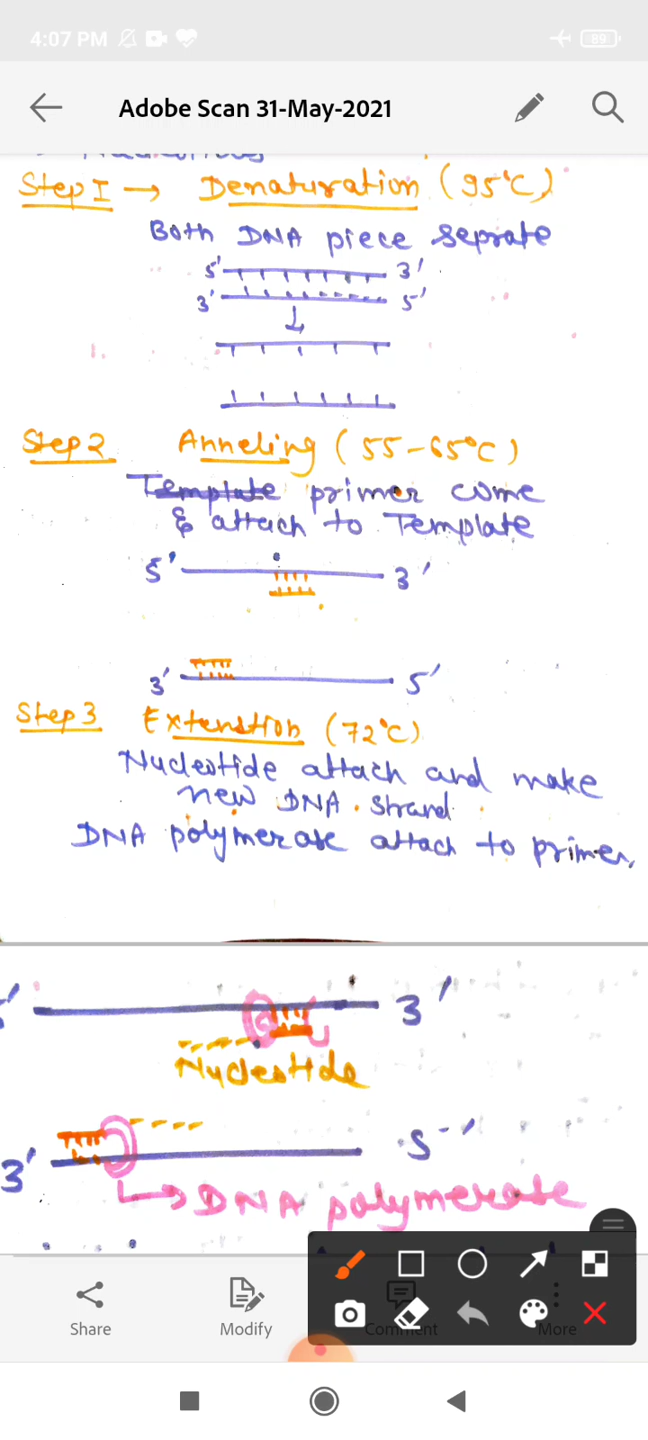 4:07 PM
89
Adobe Scan 31-May-2021
Step I → Denaturation (95°C)
Both DNA piece seprate
5' 3'
3' 5'
Step 2 Anneling (55-65°C)
Template primer come
& attach to Template
5' 3'
3' 5'
Step 3 Extenstion (72°C)
Nucleotide attach and make
new DNA strand
DNA polymerase attach to primer,
3'
Nucleotide
3' 5'
DNA polymerase
Share Modify Comment More